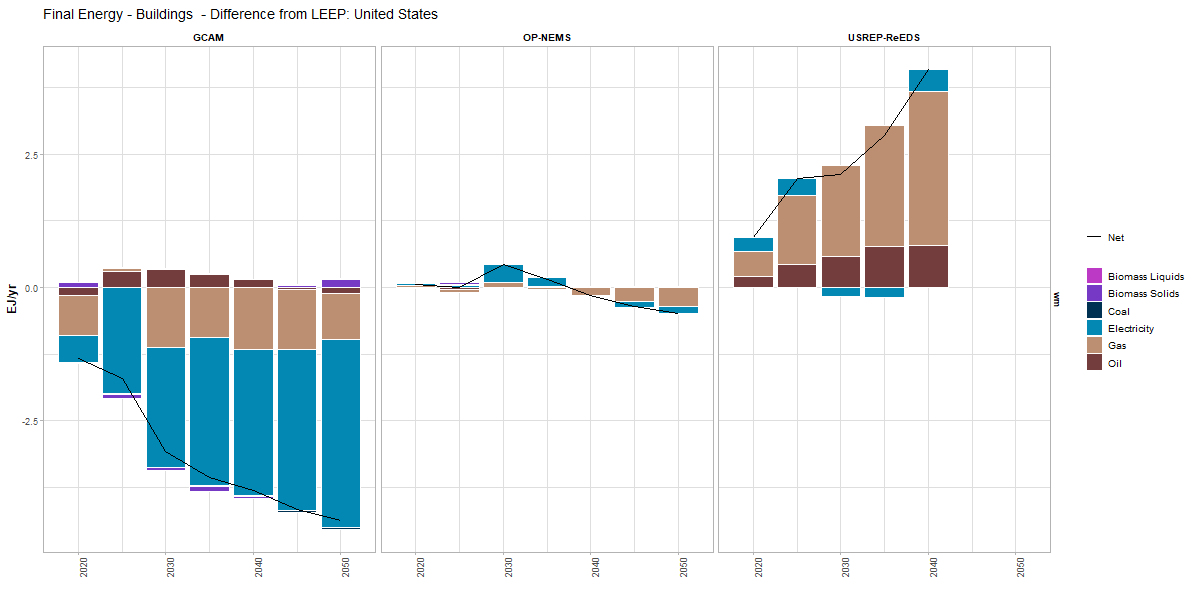 Final Energy - Buildings  - Difference from LEEP: United States
GCAM
OP-NEMS
USREP-ReEDS
EJ/yr
2.5
0.0
-2.5
2020
2030
2040
2050
2020
2030
2040
2050
2020
2030
2040
2050
wm
Net
Biomass Liquids
Biomass Solids
Coal
Electricity
Gas
Oil